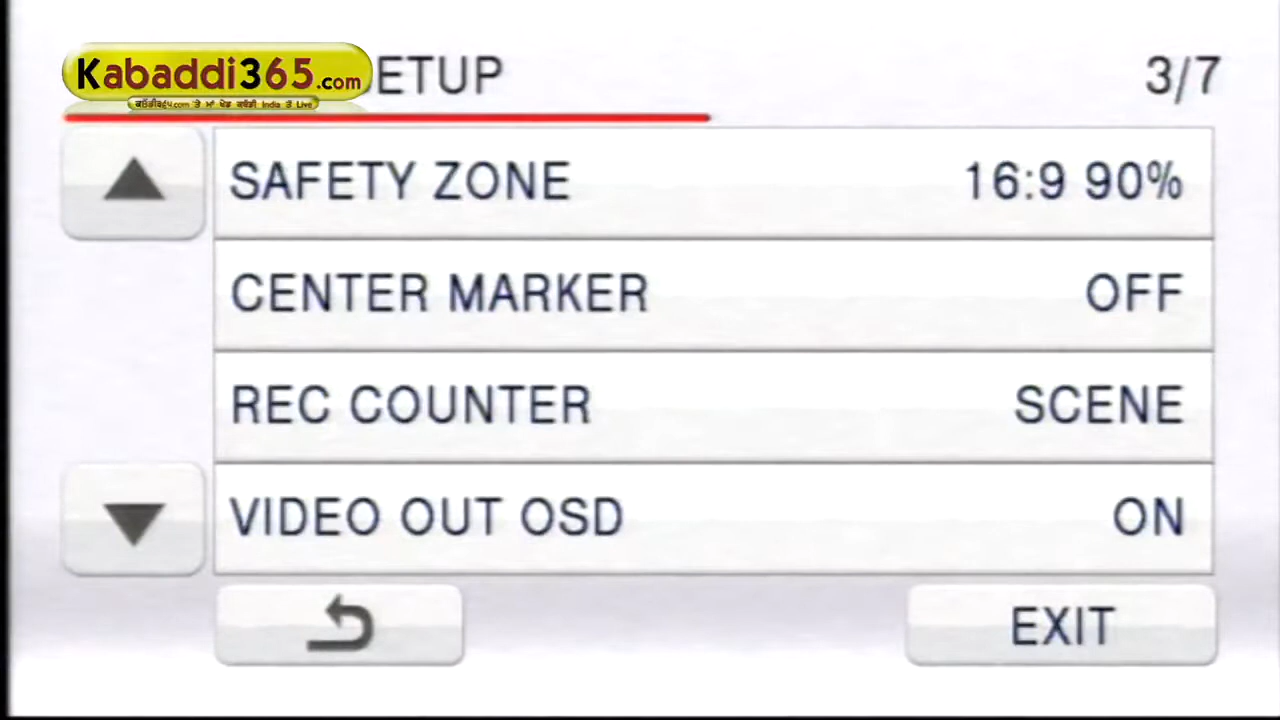 Kabaddi365.com
ETUP
3/7
SAFETY ZONE
16:9 90%
CENTER MARKER
OFF
REC COUNTER
SCENE
VIDEO OUT OSD
ON
EXIT